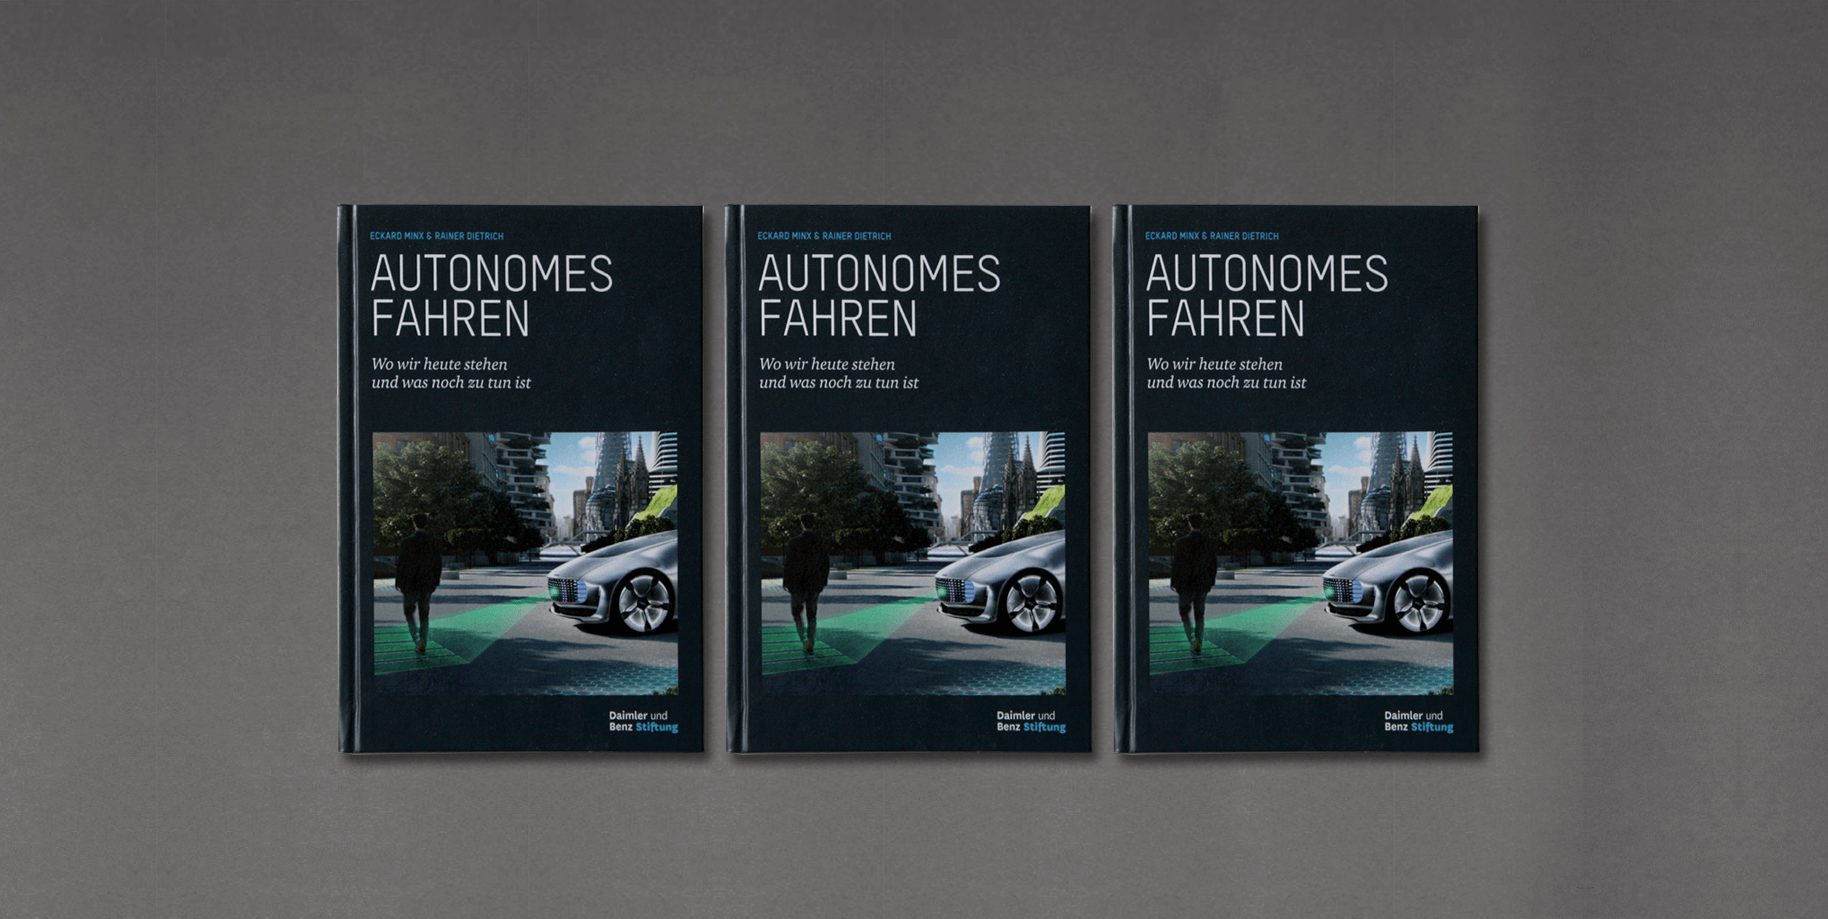 ECKARD MINX & RAINER DIETRICH
AUTONOMES
FAHREN
Wo wir heute stehen
und was noch zu tun ist
Daimler und
Benz Stiftung
ECKARD MINX & RAINER DIETRICH
AUTONOMES
FAHREN
Wo wir heute stehen
und was noch zu tun ist
Daimler und
Benz Stiftung
ECKARD MINX & RAINER DIETRICH
AUTONOMES
FAHREN
Wo wir heute stehen
und was noch zu tun ist
Daimler und
Benz Stiftung